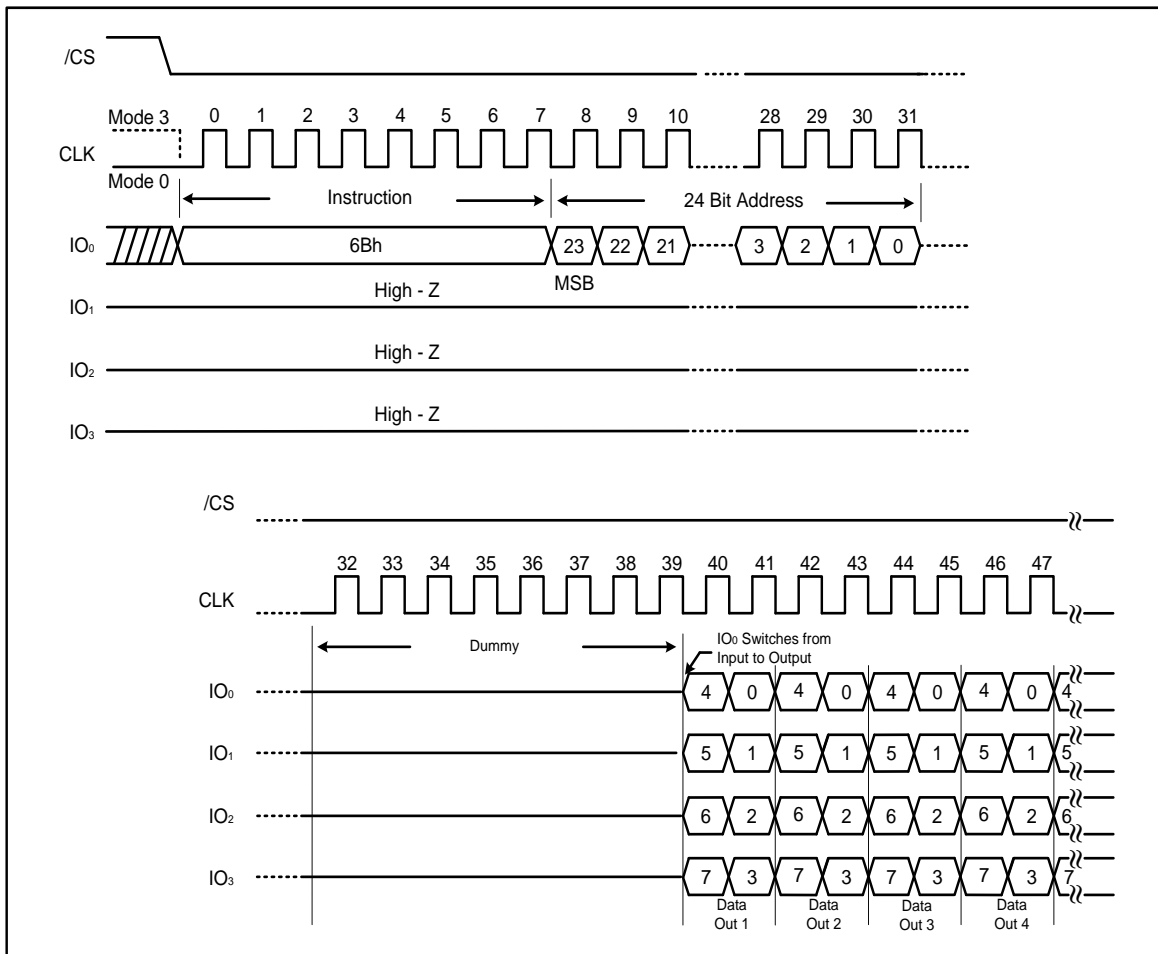 /CS
Mode 3 0 1 2 3 4 5 6 7 8 9 10 28 29 30 31
CLK
Mode 0
Instruction 24 Bit Address
IO₀ 6Bh 23 22 21 3 2 1 0
MSB
High - Z
IO₁
High - Z
IO₂
High - Z
IO₃
/CS
32 33 34 35 36 37 38 39 40 41 42 43 44 45 46 47
CLK
Dummy
IO₀ Switches from
Input to Output
IO₀ 4 0 4 0 4 0 4 0 4
IO₁ 5 1 5 1 5 1 5 1 5
IO₂ 6 2 6 2 6 2 6 2 6
IO₃ 7 3 7 3 7 3 7 3 7
Data Data Data Data
Out 1 Out 2 Out 3 Out 4